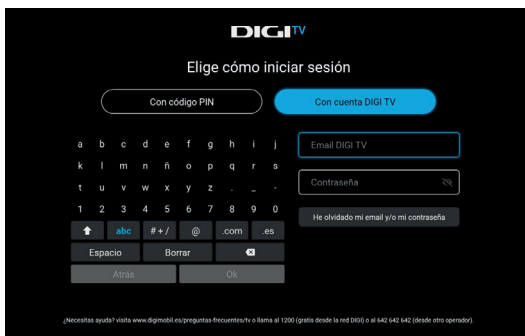 DIGI TV
Elige cómo iniciar sesión
Con código PIN
Con cuenta DIGI TV
a b c d e f g h i j
k l m n ñ o p q r s
t u v w x y z . _ -
1 2 3 4 5 6 7 8 9 0
abc #+/ @ .com .es
Espacio Borrar
Atrás Ok
Email DIGI TV
Contraseña
He olvidado mi email y/o mi contraseña
¿Necesitas ayuda? visita www.digimobil.es/preguntas-frecuentes/tv o llama al 1200 (gratis desde la red DIGI) o al 642 642 642 (desde otro operador).